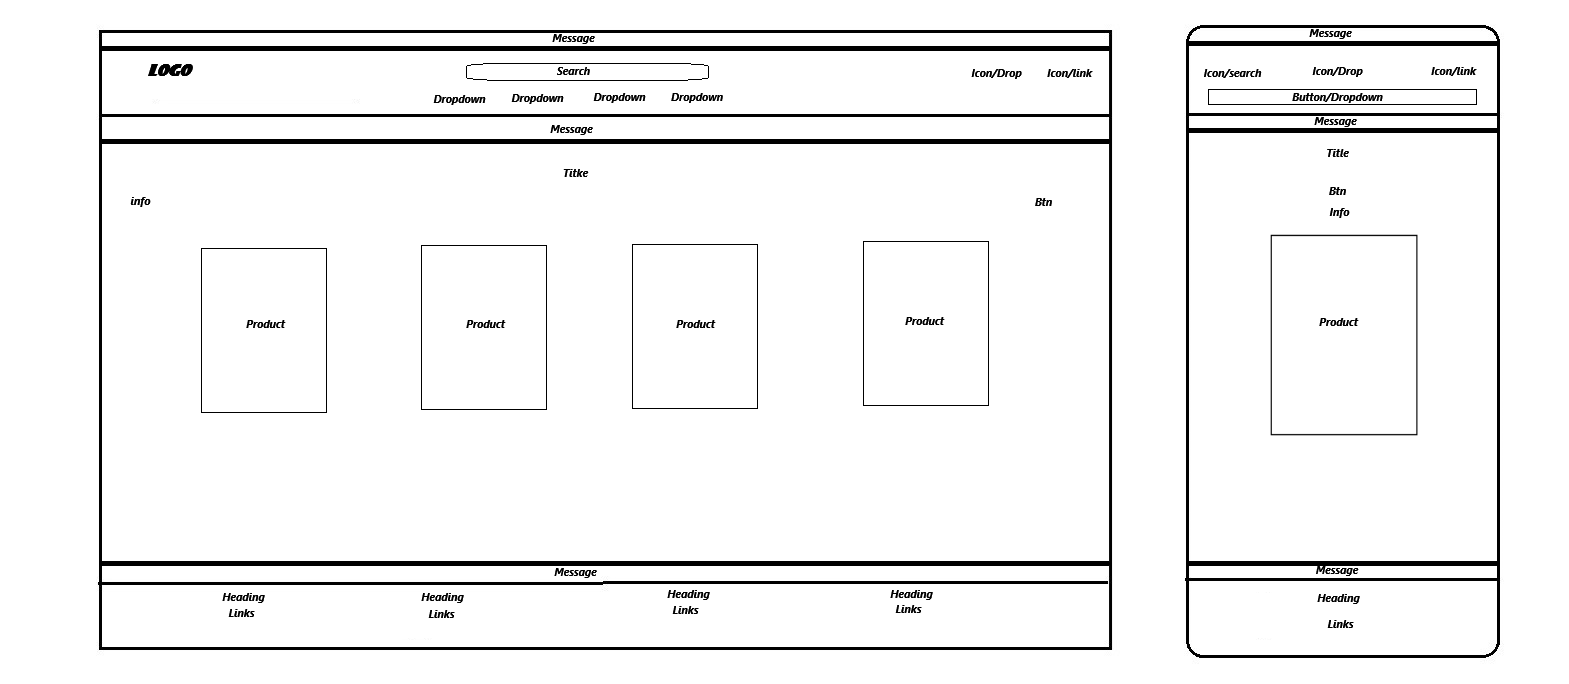 Message
LOGO
Search
Icon/Drop
Icon/link
Dropdown
Dropdown
Dropdown
Dropdown
Message
Titke
info
Btn
Product
Product
Product
Product
Message
Heading
Heading
Heading
Heading
Links
Links
Links
Links
Message
Icon/search
Icon/Drop
Icon/link
Button/Dropdown
Message
Title
Btn
Info
Product
Message
Heading
Links